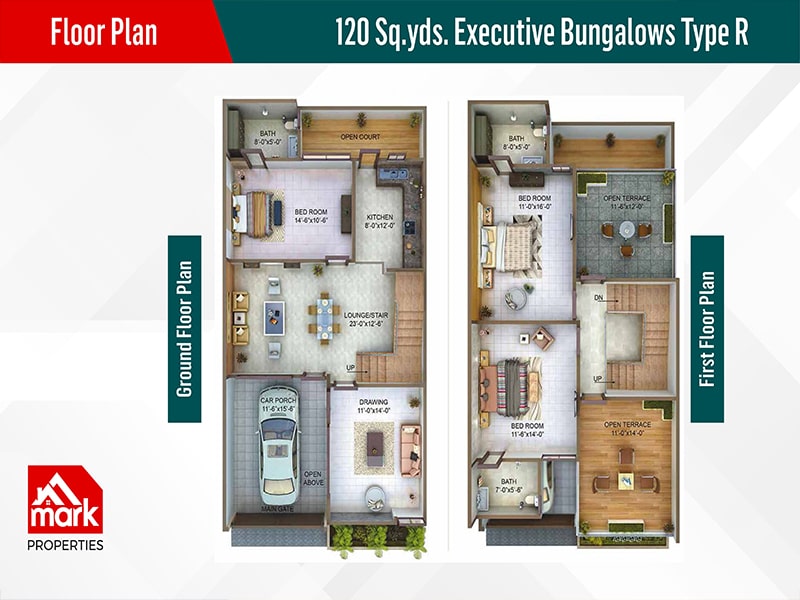 Floor Plan
120 Sq.yds. Executive Bungalows Type R
Ground Floor Plan
BATH
8'-0"x5'-0"
OPEN COURT
BED ROOM
14'-6"x10'-6"
KITCHEN
8'-0"x12'-0"
LOUNGE/STAIR
23'-0"x12'-6"
UP
CAR PORCH
11'-6"x15'-6"
OPEN
ABOVE
MAIN GATE
DRAWING
11'-0"x14'-0"
First Floor Plan
BATH
8'-0"x5'-0"
BED ROOM
11'-0"x16'-0"
OPEN TERRACE
11'-6"x12'-0"
DN
UP
BED ROOM
11'-6"x14'-0"
OPEN TERRACE
11'-0"x14'-0"
BATH
7'-0"x5'-6"
mark
PROPERTIES